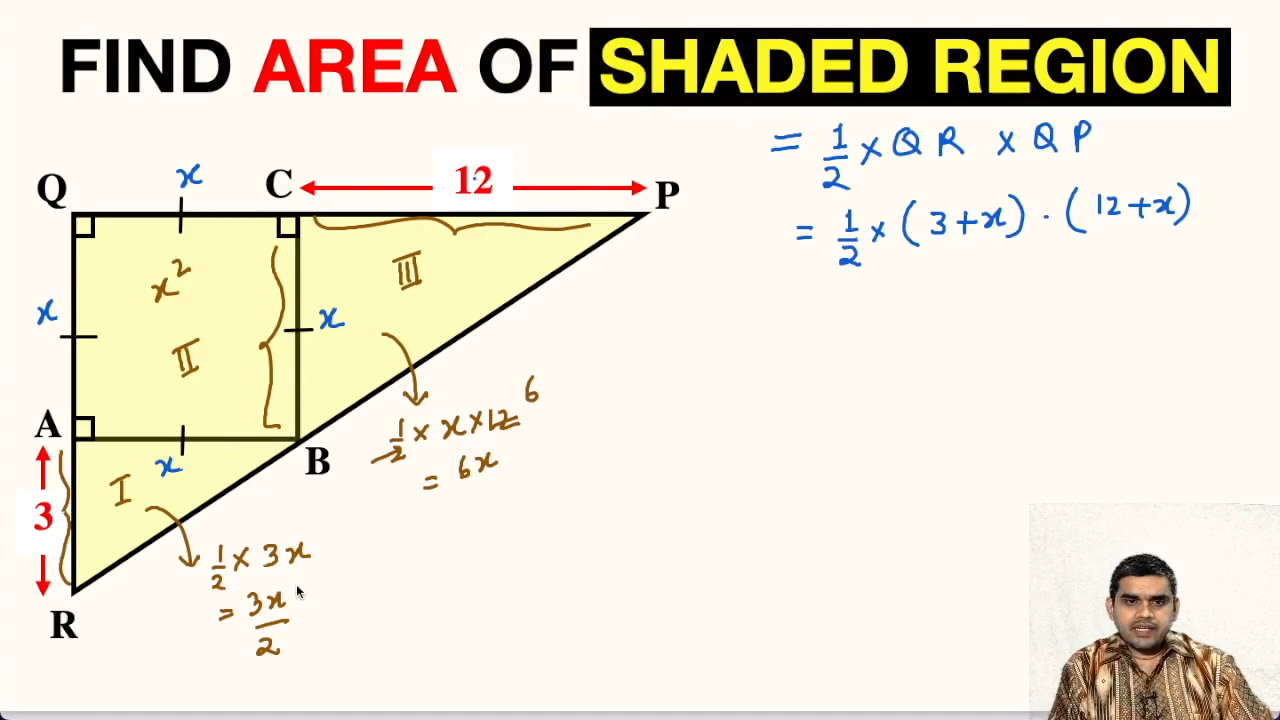 FIND AREA OF SHADED REGION
= 1/2 × QR × QP
= 1/2 × (3+x) · (12+x)
Q x C 12 P
x x² II x III
A x B
3 I
R
1/2 × x × 12 6
= 6x
1/2 × 3x
= 3x/2